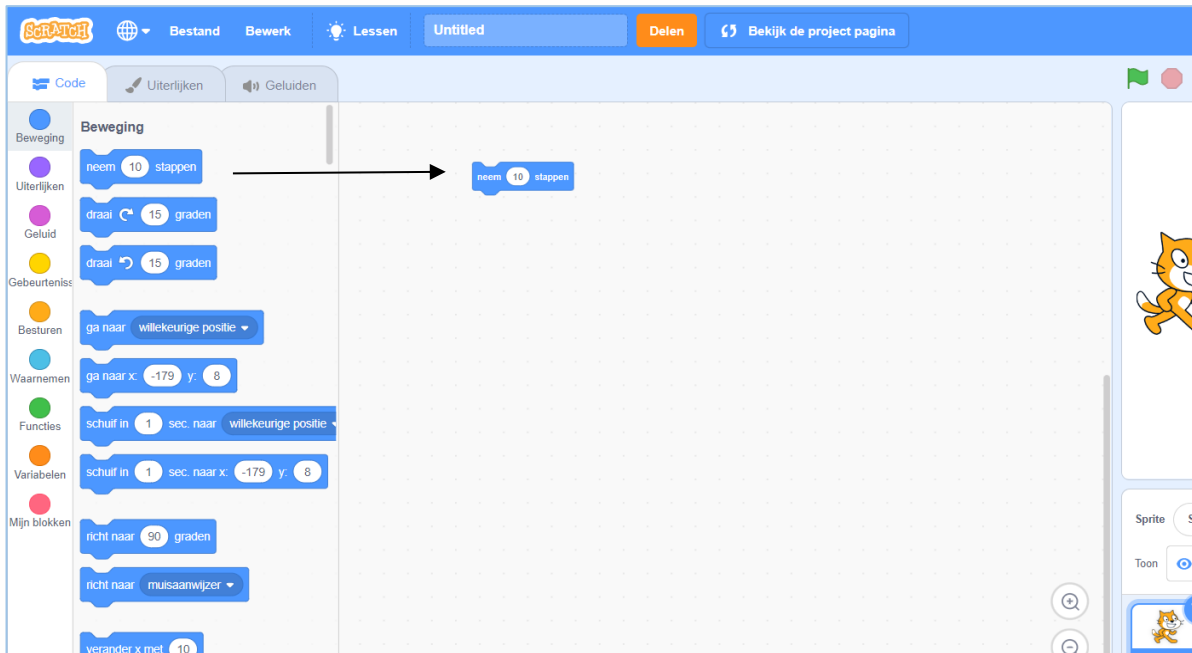 SCRATCH Bestand Bewerk Lessen Untitled Delen Bekijk de project pagina
Code Uiterlijken Geluiden
Beweging
Uiterlijken
Geluid
Gebeurteniss
Besturen
Waarnemen
Functies
Variabelen
Mijn blokken
Beweging
neem 10 stappen
draai 15 graden
draai 15 graden
ga naar willekeurige positie
ga naar x: -179 y: 8
schuif in 1 sec. naar willekeurige positie
schuif in 1 sec. naar x: -179 y: 8
richt naar 90 graden
richt naar muisaanwijzer
verander x met 10
neem 10 stappen
Sprite S
Toon